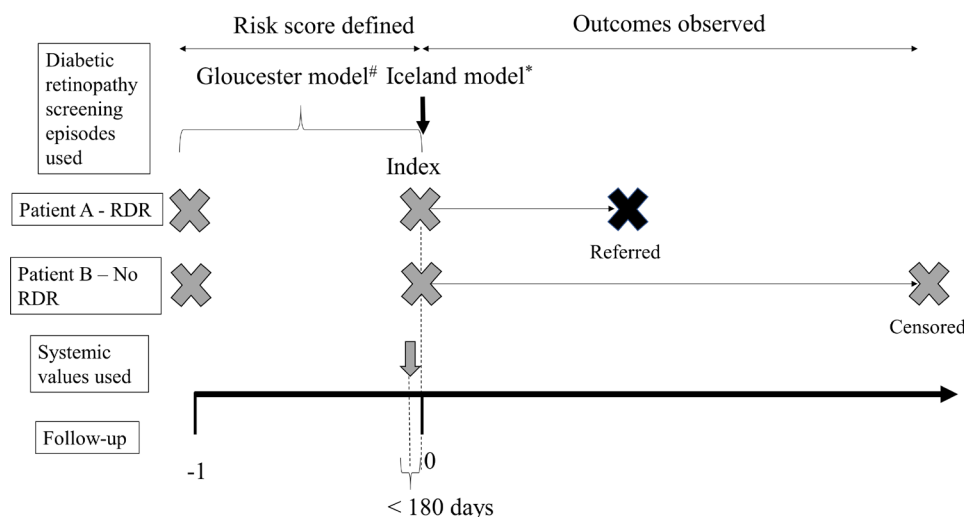 Risk score defined
Outcomes observed
Diabetic
retinopathy
screening
episodes
used
Gloucester model# Iceland model*
Index
Patient A - RDR
Referred
Patient B – No
RDR
Censored
Systemic
values used
Follow-up
-1
0
< 180 days